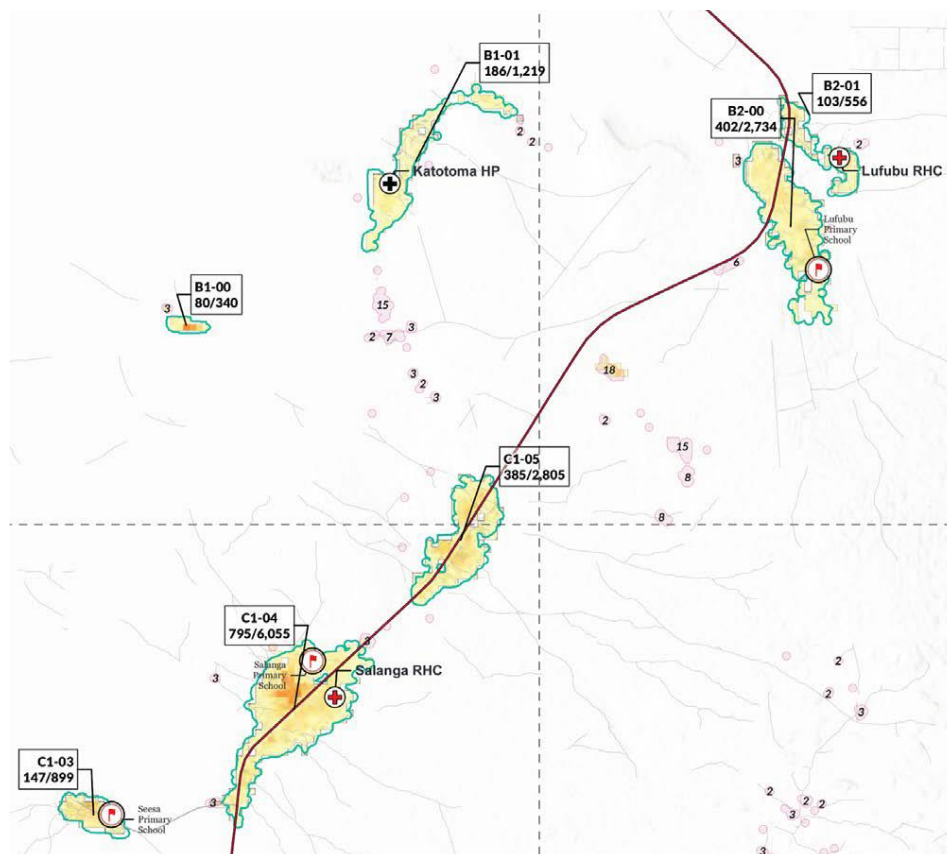 B1-01
186/1,219
B2-01
103/556
B2-00
402/2,734
2
2
2
3
Katotoma HP
Lufubu RHC
Lufubu
Primary
School
6
B1-00
80/340
3
15
3
2
7
3
2
3
18
2
15
8
8
C1-05
385/2,805
C1-04
795/6,055
3
Salanga
Primary
School
Salanga RHC
3
2
2
2
3
C1-03
147/899
Seesa
Primary
School
3
2
2
2
2
3
3